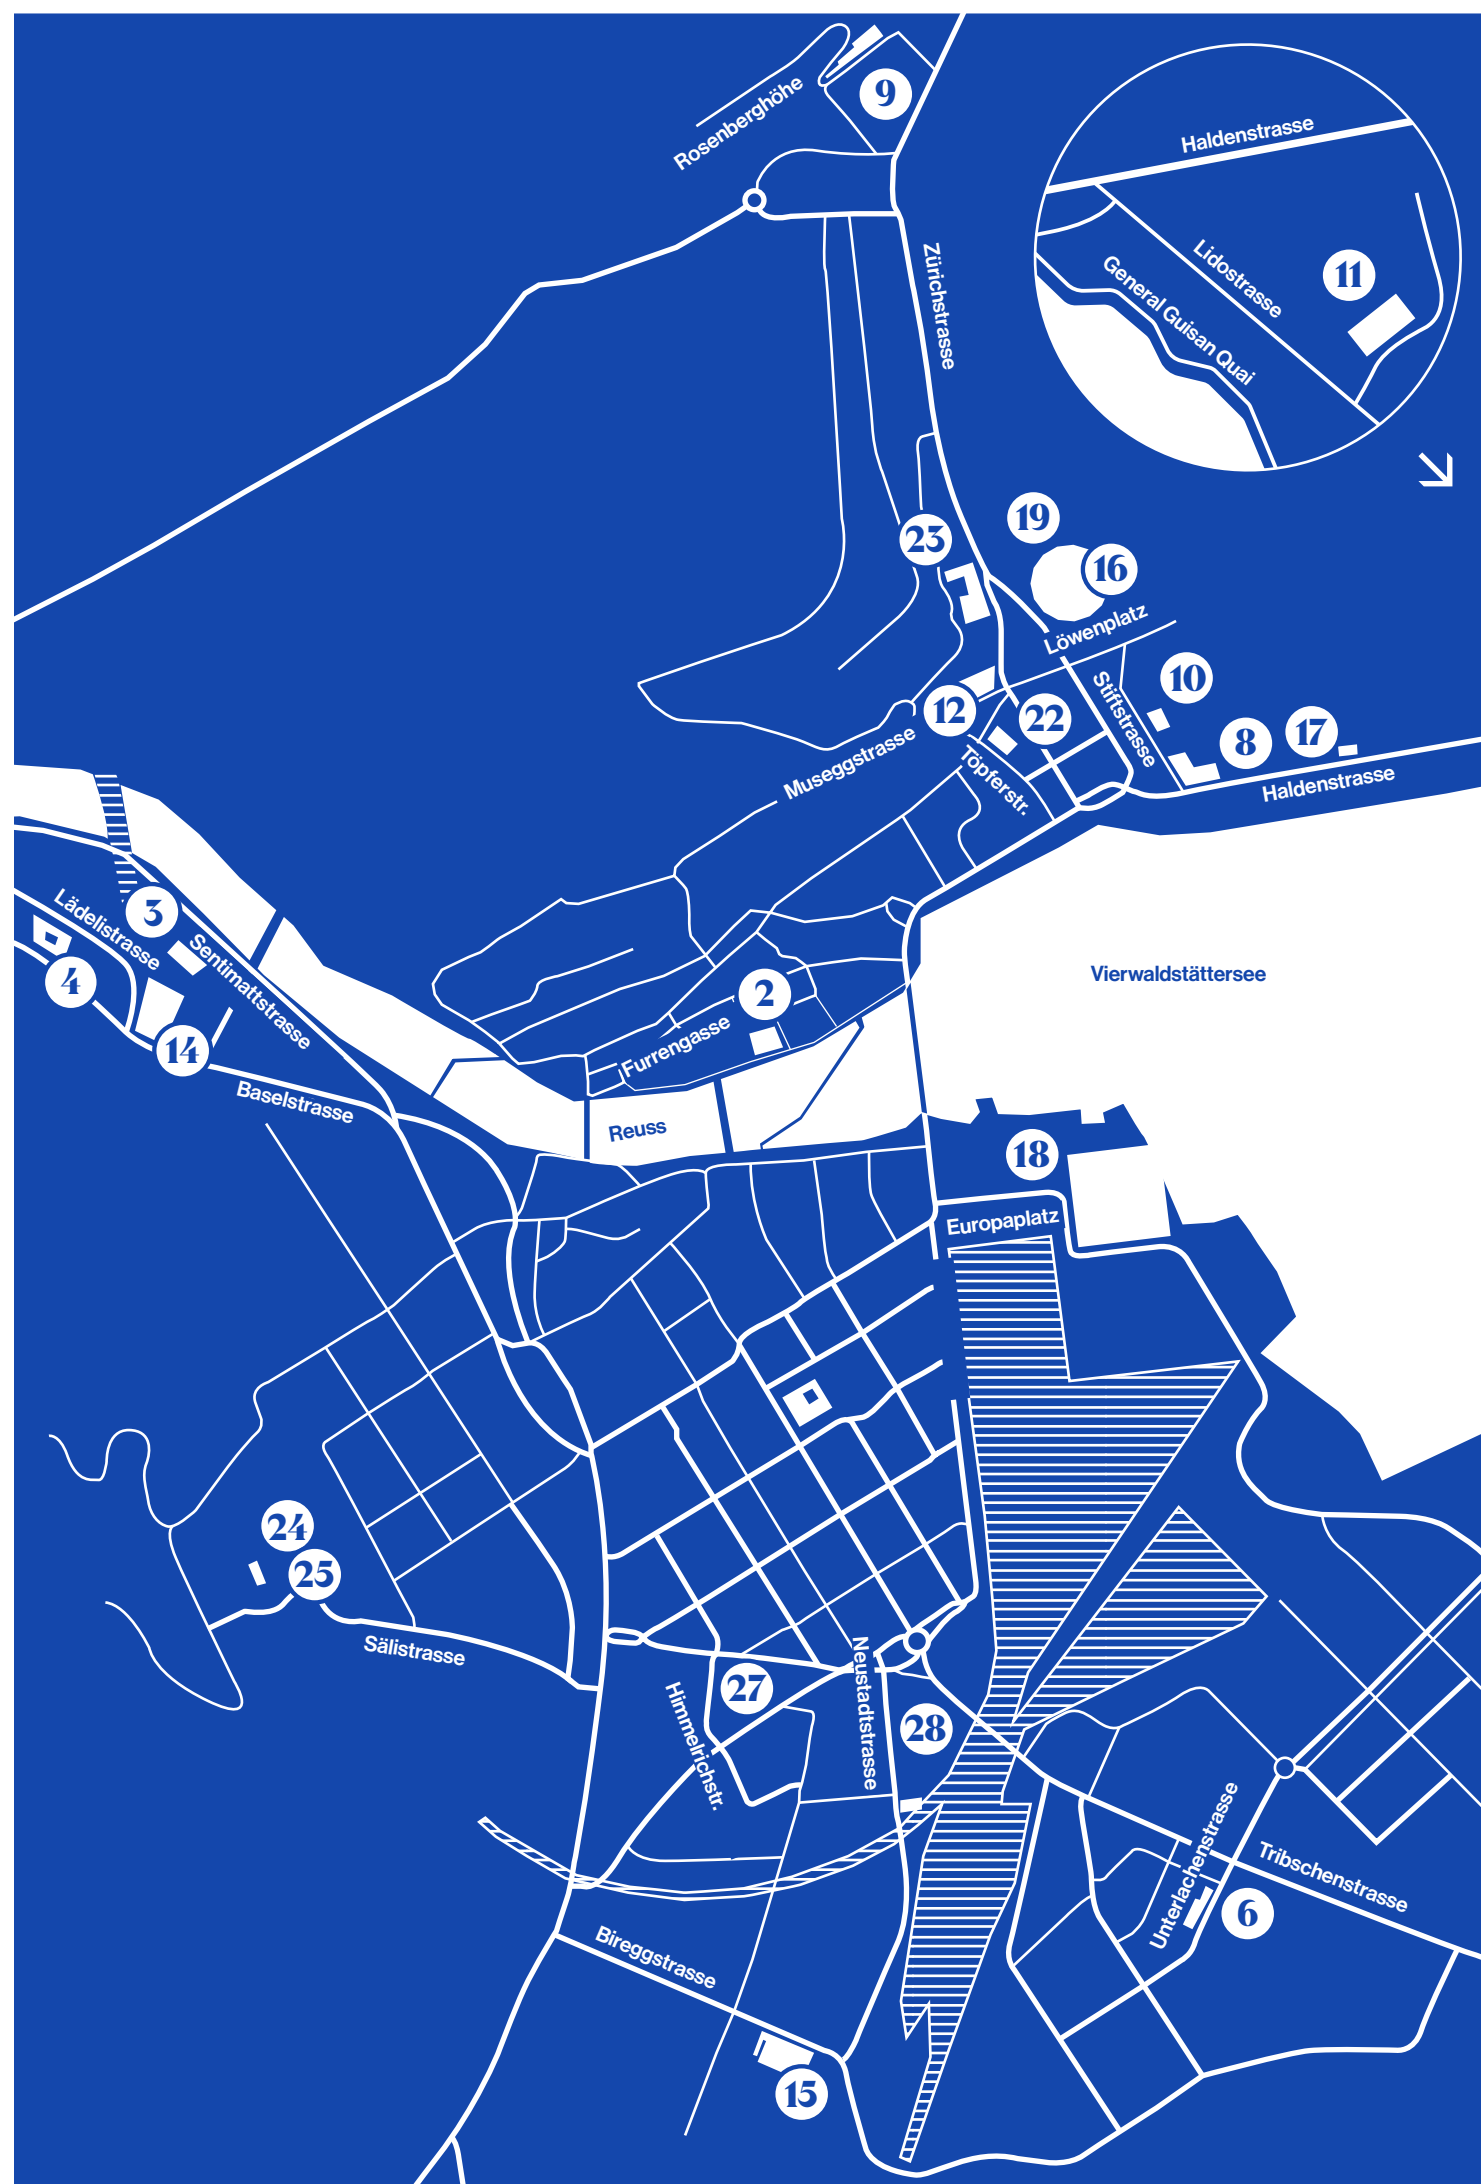 9
Rosenberghöhe
Haldenstrasse
Zürichstrasse
Lidostrasse
11
General Guisan Quai
19
23
16
Löwenplatz
10
Stiftstrasse
12
22
17
8
Museggstrasse
Töpferstr.
Haldenstrasse
3
Lädelistrasse
Sentimattstrasse
4
Vierwaldstättersee
2
Furrengasse
14
Baselstrasse
Reuss
18
Europaplatz
24
25
Sälistrasse
Neustadtstrasse
27
Himmelrichstr.
28
Unterlachenstrasse
Tribschenstrasse
6
Bireggstrasse
15